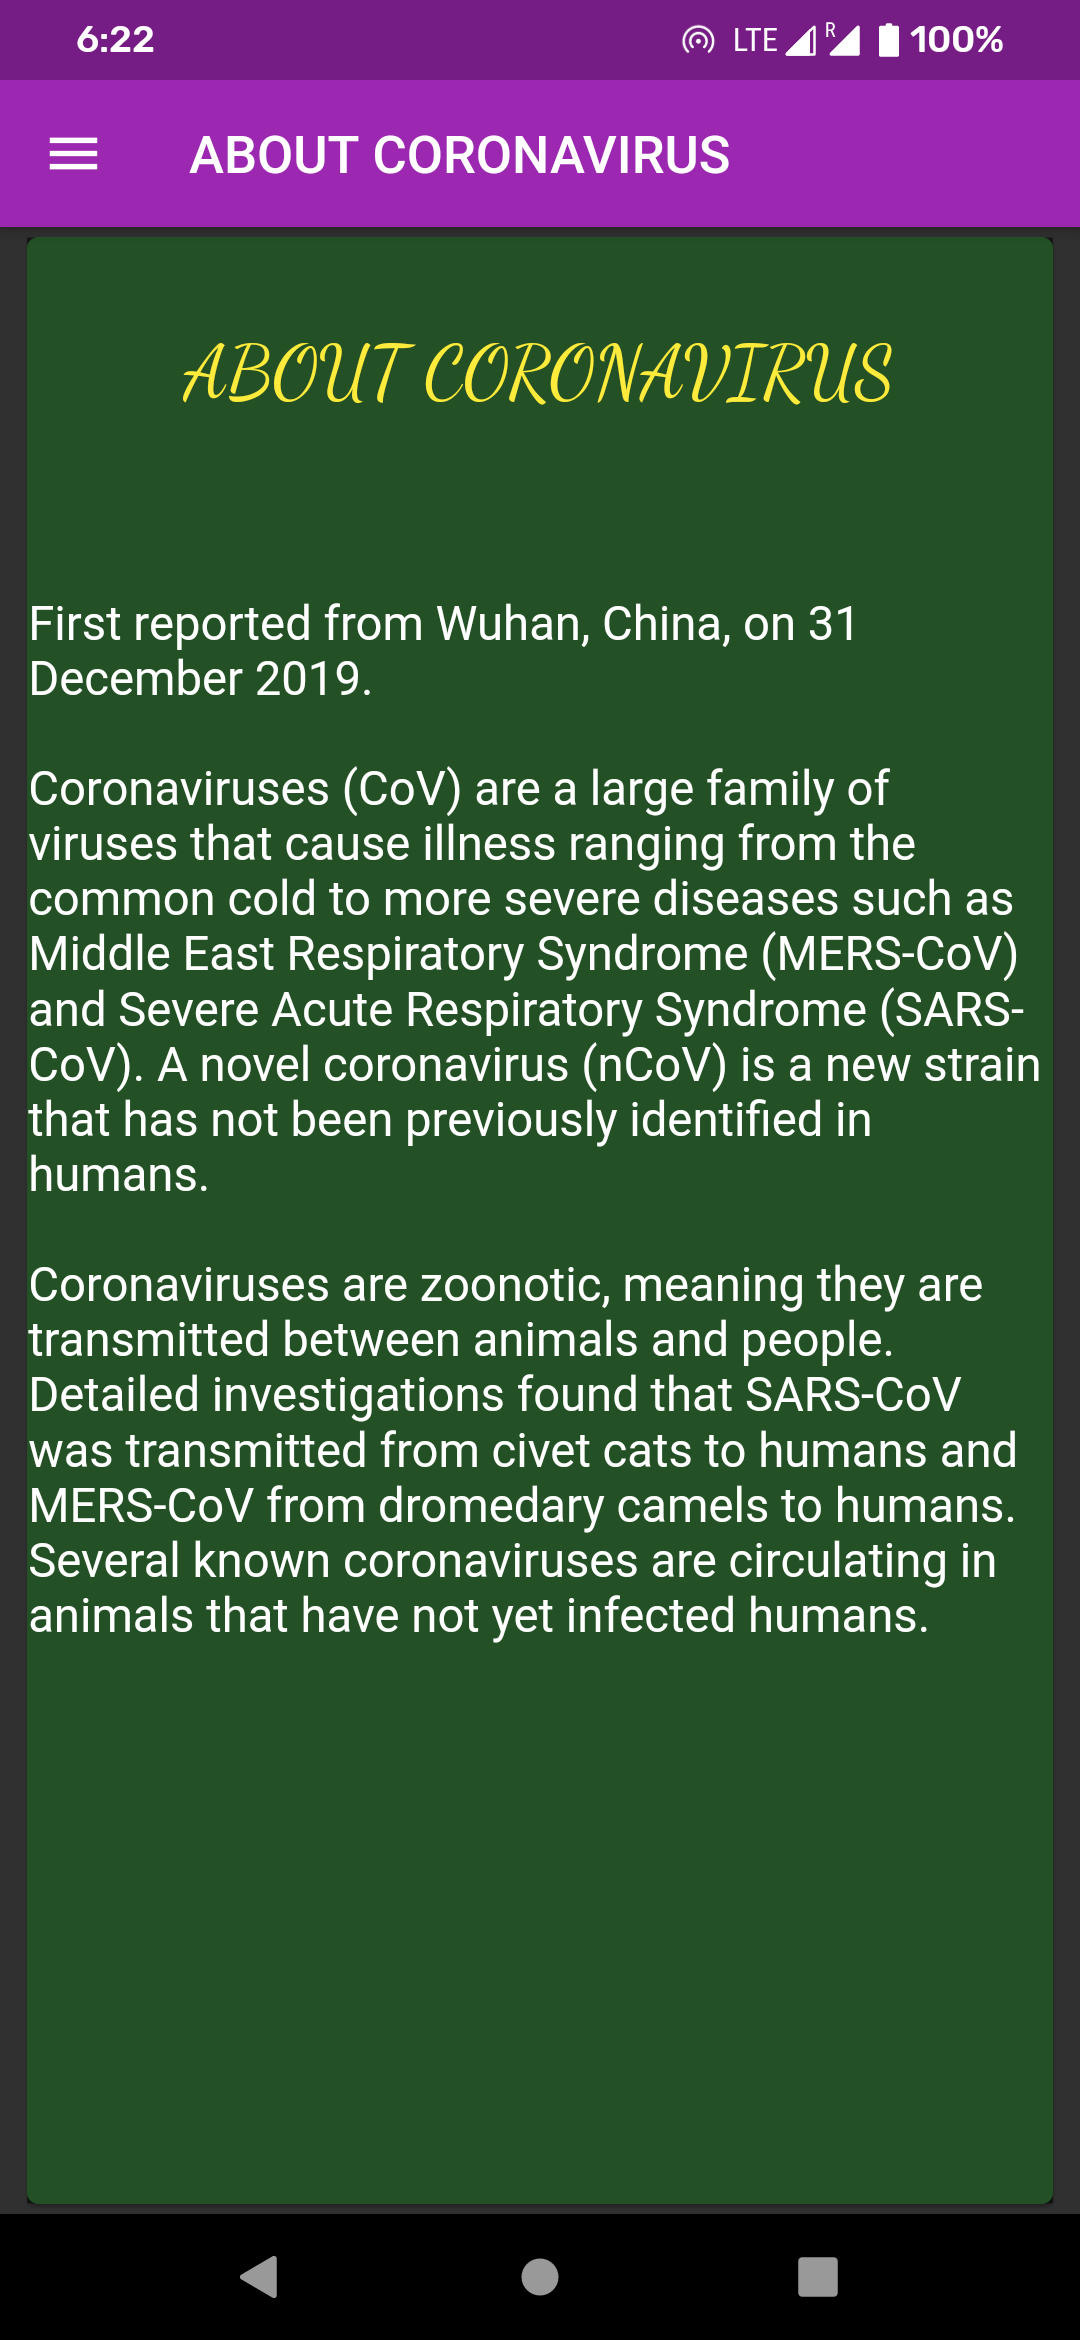 6:22 LTE R 100%
ABOUT CORONAVIRUS
ABOUT CORONAVIRUS
First reported from Wuhan, China, on 31
December 2019.
Coronaviruses (CoV) are a large family of
viruses that cause illness ranging from the
common cold to more severe diseases such as
Middle East Respiratory Syndrome (MERS-CoV)
and Severe Acute Respiratory Syndrome (SARS-
CoV). A novel coronavirus (nCoV) is a new strain
that has not been previously identified in
humans.
Coronaviruses are zoonotic, meaning they are
transmitted between animals and people.
Detailed investigations found that SARS-CoV
was transmitted from civet cats to humans and
MERS-CoV from dromedary camels to humans.
Several known coronaviruses are circulating in
animals that have not yet infected humans.